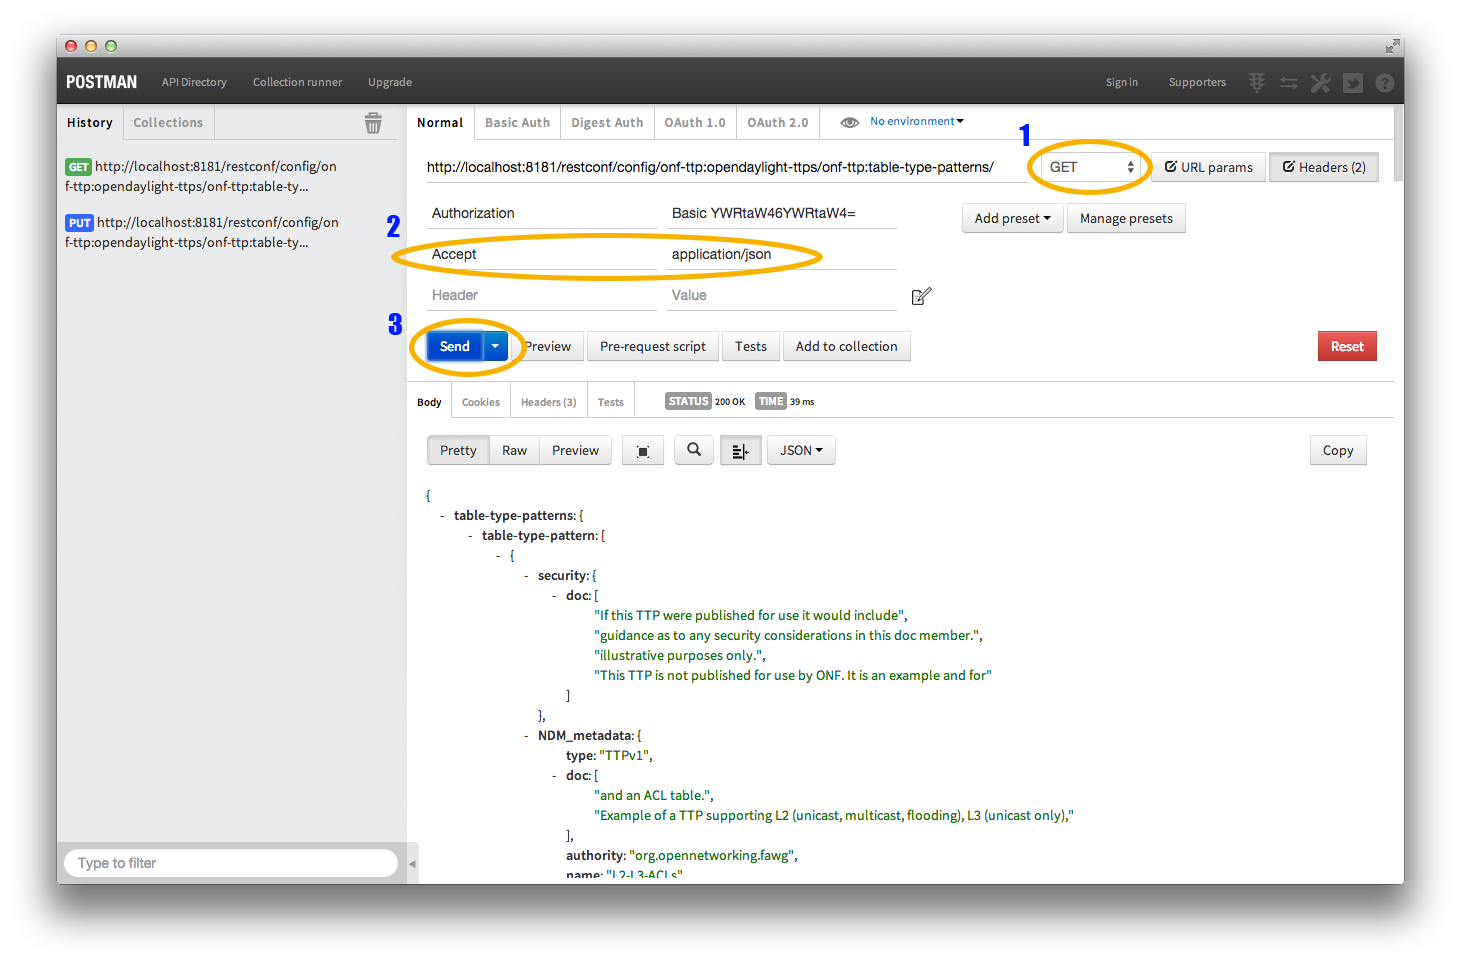 POSTMAN API Directory Collection runner Upgrade Sign in Supporters
History Collections
GET http://localhost:8181/restconf/config/on
f-ttp:opendaylight-ttps/onf-ttp:table-ty...
PUT http://localhost:8181/restconf/config/on
f-ttp:opendaylight-ttps/onf-ttp:table-ty...
Type to filter
Normal Basic Auth Digest Auth OAuth 1.0 OAuth 2.0 No environment
1
http://localhost:8181/restconf/config/onf-ttp:opendaylight-ttps/onf-ttp:table-type-patterns/ GET URL params Headers (2)
Authorization Basic YWRtaW46YWRtaW4= Add preset Manage presets
2
Accept application/json
Header Value
3
Send Preview Pre-request script Tests Add to collection Reset
Body Cookies Headers (3) Tests STATUS 200 OK TIME 39 ms
Pretty Raw Preview JSON Copy
{
- table-type-patterns: {
- table-type-pattern: [
- {
- security: {
- doc: [
"If this TTP were published for use it would include",
"guidance as to any security considerations in this doc member.",
"illustrative purposes only.",
"This TTP is not published for use by ONF. It is an example and for"
]
},
- NDM_metadata: {
type: "TTPv1",
- doc: [
"and an ACL table.",
"Example of a TTP supporting L2 (unicast, multicast, flooding), L3 (unicast only),"
],
authority: "org.opennetworking.fawg",
name: "L2-L3-ACLs"